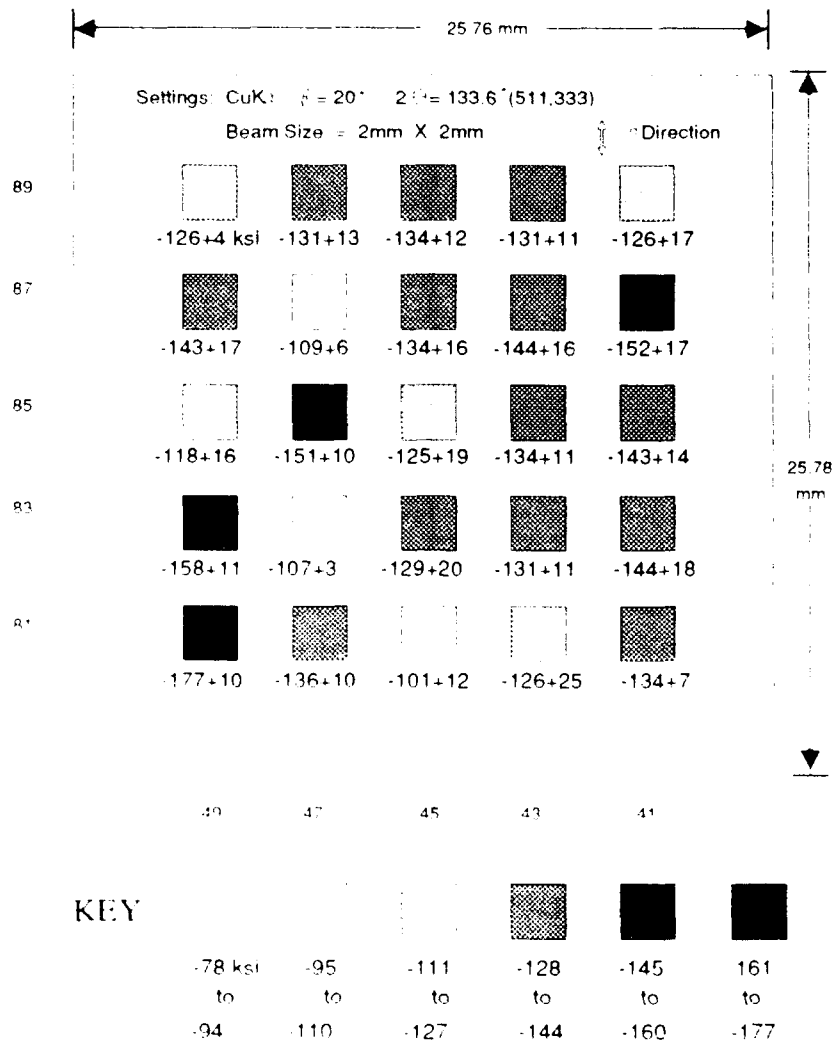 25.76 mm
Settings: CuK = 20° 2 = 133.6°(511,333)
Beam Size = 2mm X 2mm Direction
89
-126+4 ksi -131+13 -134+12 -131+11 -126+17
87
-143+17 -109+6 -134+16 -144+16 -152+17
85
-118+16 -151+10 -125+19 -134+11 -143+14
25.78
mm
83
-158+11 -107+3 -129+20 -131+11 -144+18
-177+10 -136+10 -101+12 -126+25 -134+7
49 47 45 43 41
KEY
-78 ksi -95 -111 -128 -145 161
to to to to to to
-94 -110 -127 -144 -160 -177